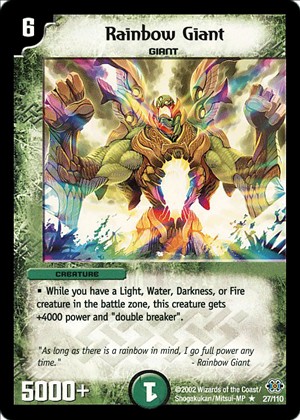 6
Rainbow Giant
GIANT
CREATURE
▪ While you have a Light, Water, Darkness, or Fire
creature in the battle zone, this creature gets
+4000 power and "double breaker".
"As long as there is a rainbow in mind, I go full power any
time."
- Rainbow Giant
5000+
1
©2002 Wizards of the Coast/
Shogakukan/Mitsui-MP ★ 27/110